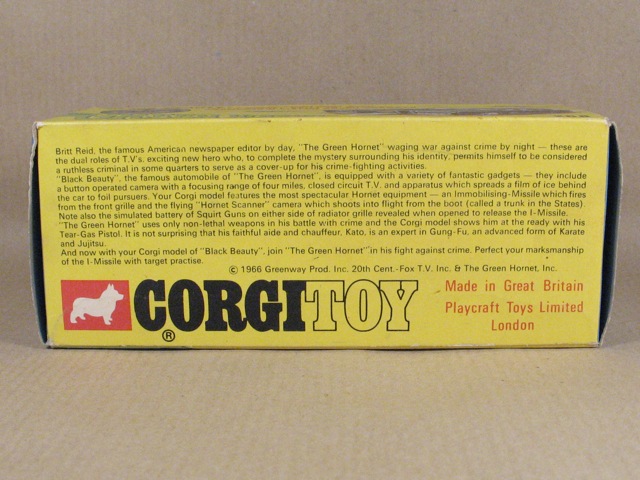 Britt Reid, the famous American newspaper editor by day, "The Green Hornet" waging war against crime by night — these are
the dual roles of T.V's. exciting new hero who, to complete the mystery surrounding his identity, permits himself to be considered
a ruthless criminal in some quarters to serve as a cover-up for his crime-fighting activities.
"Black Beauty", the famous automobile of "The Green Hornet", is equipped with a variety of fantastic gadgets — they include
a button operated camera with a focusing range of four miles, closed circuit T.V. and apparatus which spreads a film of ice behind
the car to foil pursuers. Your Corgi model features the most spectacular Hornet equipment — an Immobilising-Missile which fires
from the front grille and the flying "Hornet Scanner" camera which shoots into flight from the boot (called a trunk in the States).
Note also the simulated battery of Squirt Guns on either side of radiator grille revealed when opened to release the I-Missile.
"The Green Hornet" uses only non-lethal weapons in his battle with crime and the Corgi model shows him at the ready with his
Tear-Gas Pistol. It is not surprising that his faithful aide and chauffeur, Kato, is an expert in Gung-Fu, an advanced form of Karate
and Jujitsu.
And now with your Corgi model of "Black Beauty", join "The Green Hornet" in his fight against crime. Perfect your marksmanship
of the I-Missile with target practise.
© 1966 Greenway Prod. Inc. 20th Cent.-Fox T.V. Inc. & The Green Hornet, Inc.
CORGI TOY
®
Made in Great Britain
Playcraft Toys Limited
London